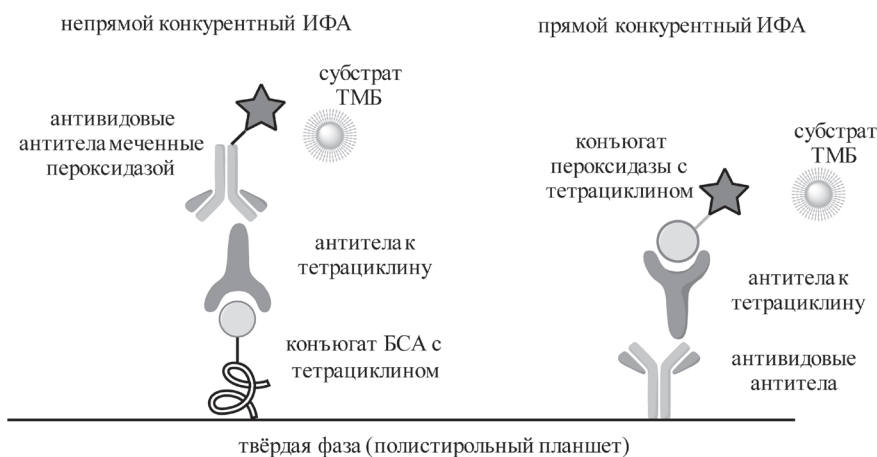 непрямой конкурентный ИФА
прямой конкурентный ИФА
субстрат
ТМБ
антивидовые
антитела меченные
пероксидазой
антитела к
тетрациклину
конъюгат БСА с
тетрациклином
субстрат
ТМБ
конъюгат
пероксидазы с
тетрациклином
антитела к
тетрациклину
антивидовые
антитела
твёрдая фаза (полистирольный планшет)